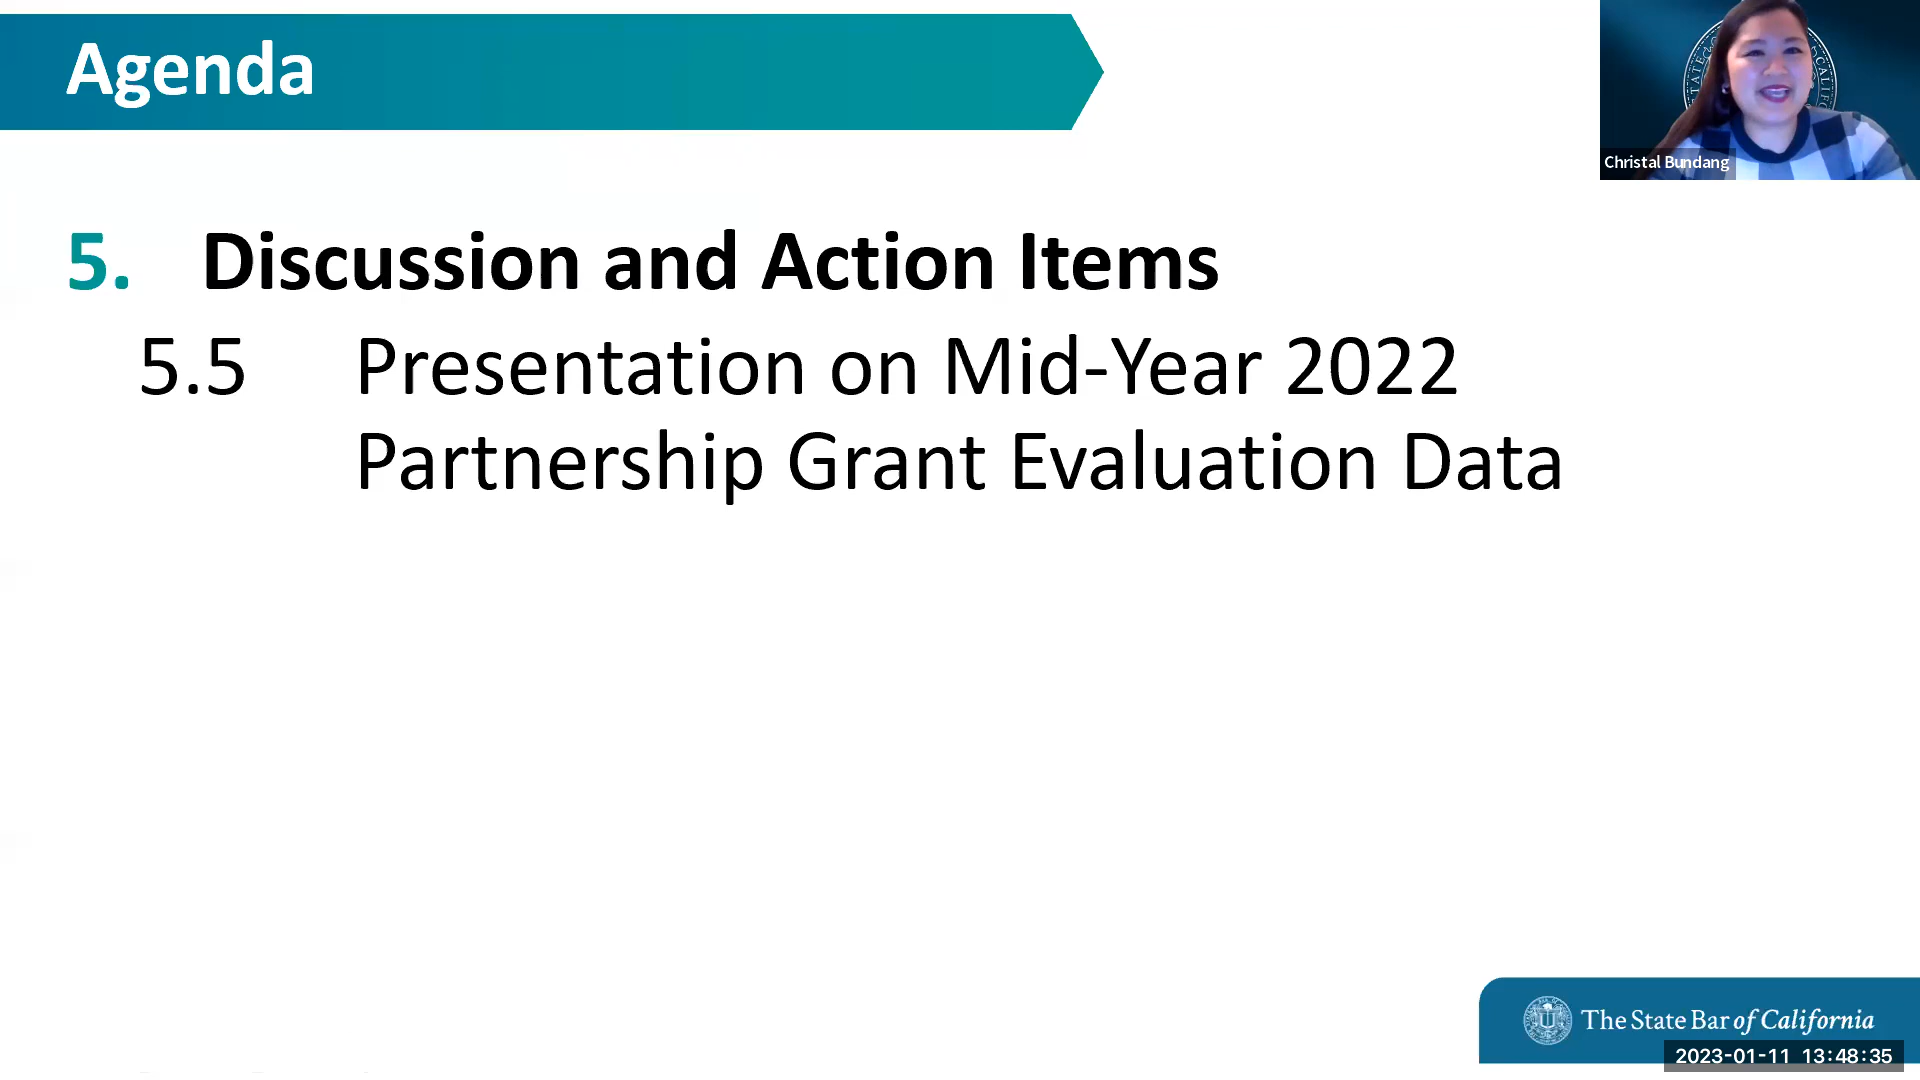 Agenda
Christal Bundang
5. Discussion and Action Items
5.5 Presentation on Mid-Year 2022
Partnership Grant Evaluation Data
The State Bar of California
2023-01-11 13:48:35